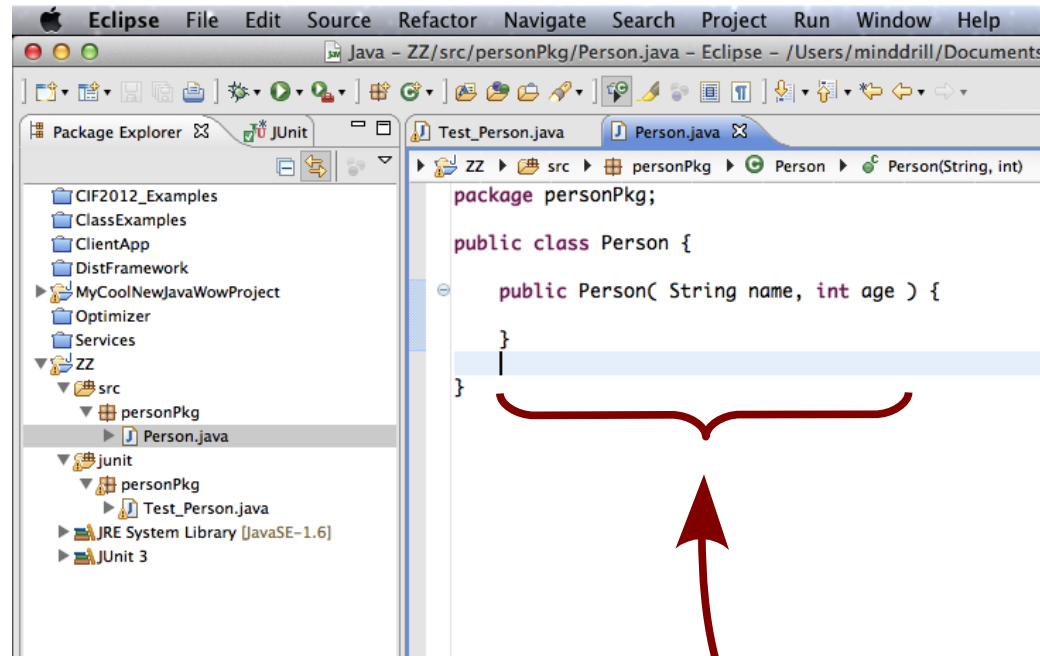 Eclipse File Edit Source Refactor Navigate Search Project Run Window Help
Java – ZZ/src/personPkg/Person.java – Eclipse – /Users/minddrill/Documents
Package Explorer JUnit
Test_Person.java Person.java
ZZ src personPkg Person Person(String, int)
CIF2012_Examples
ClassExamples
ClientApp
DistFramework
MyCoolNewJavaWowProject
Optimizer
Services
ZZ
src
personPkg
Person.java
junit
personPkg
Test_Person.java
JRE System Library [JavaSE-1.6]
JUnit 3
package personPkg;
public class Person {
public Person( String name, int age ) {
}
}